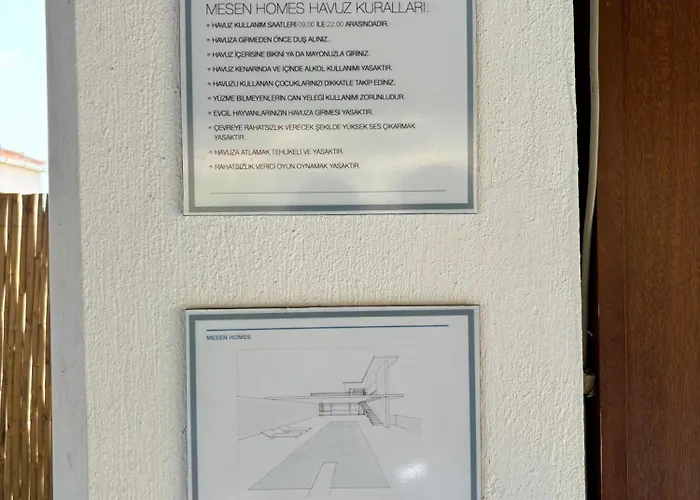 MESEN HOMES HAVUZ KURALLARI:
HAVUZ KULLANIM SAATLERİ 09.00 İLE 22.00 ARASINDADIR.
HAVUZA GİRMEDEN ÖNCE DUŞ ALINIZ.
HAVUZ İÇERİSİNE BİKİNİ YA DA MAYONUZLA GİRİNİZ.
HAVUZ KENARINDA VE İÇİNDE ALKOL KULLANIMI YASAKTIR.
HAVUZU KULLANAN ÇOCUKLARINIZI DİKKATLE TAKİP EDİNİZ.
YÜZME BİLMEYENLERİN CAN YELEĞİ KULLANIMI ZORUNLUDUR.
EVCİL HAYVANLARINIZIN HAVUZA GİRMESİ YASAKTIR.
ÇEVREYE RAHATSIZLIK VERECEK ŞEKİLDE YÜKSEK SES ÇIKARMAK
YASAKTIR.
HAVUZA ATLAMAK TEHLİKELİ VE YASAKTIR.
RAHATSIZLIK VERİCİ OYUN OYNAMAK YASAKTIR.
MESEN HOMES